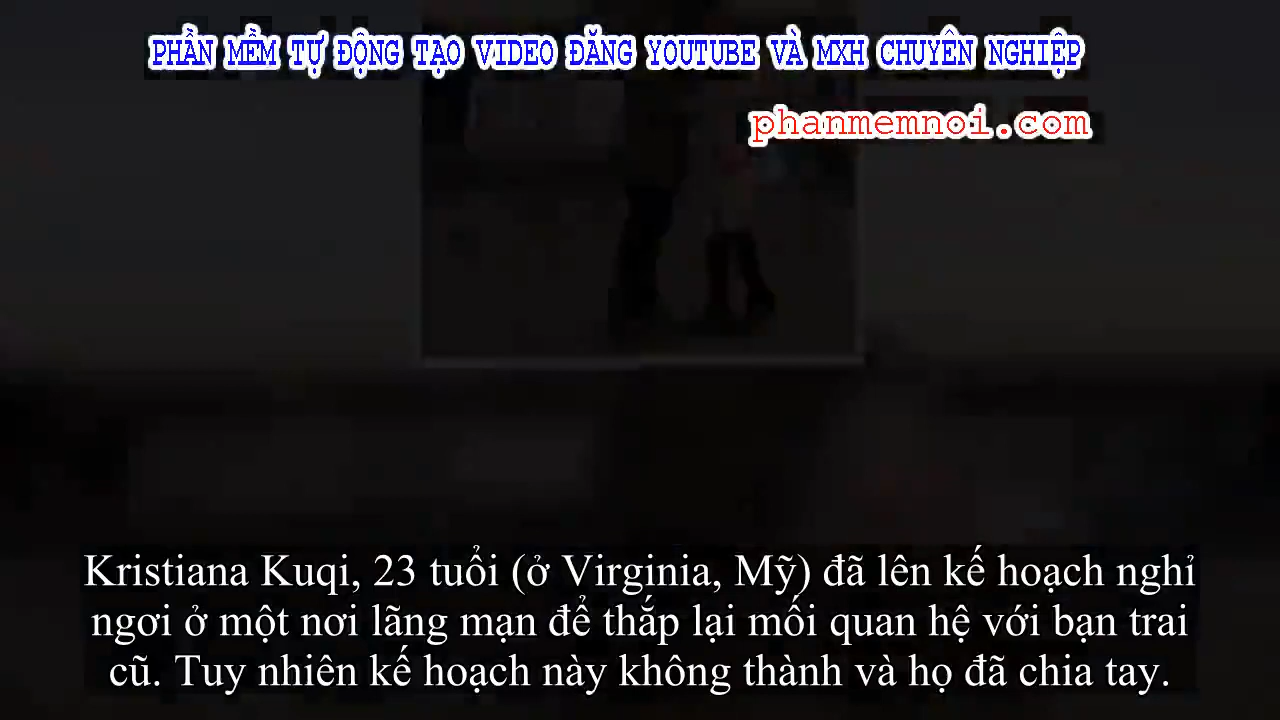 PHẦN MỀM TỰ ĐỘNG TẠO VIDEO ĐĂNG YOUTUBE VÀ MXH CHUYÊN NGHIỆP
phanmemnoi.com
Kristiana Kuqi, 23 tuổi (ở Virginia, Mỹ) đã lên kế hoạch nghỉ
ngơi ở một nơi lãng mạn để thắp lại mối quan hệ với bạn trai
cũ. Tuy nhiên kế hoạch này không thành và họ đã chia tay.